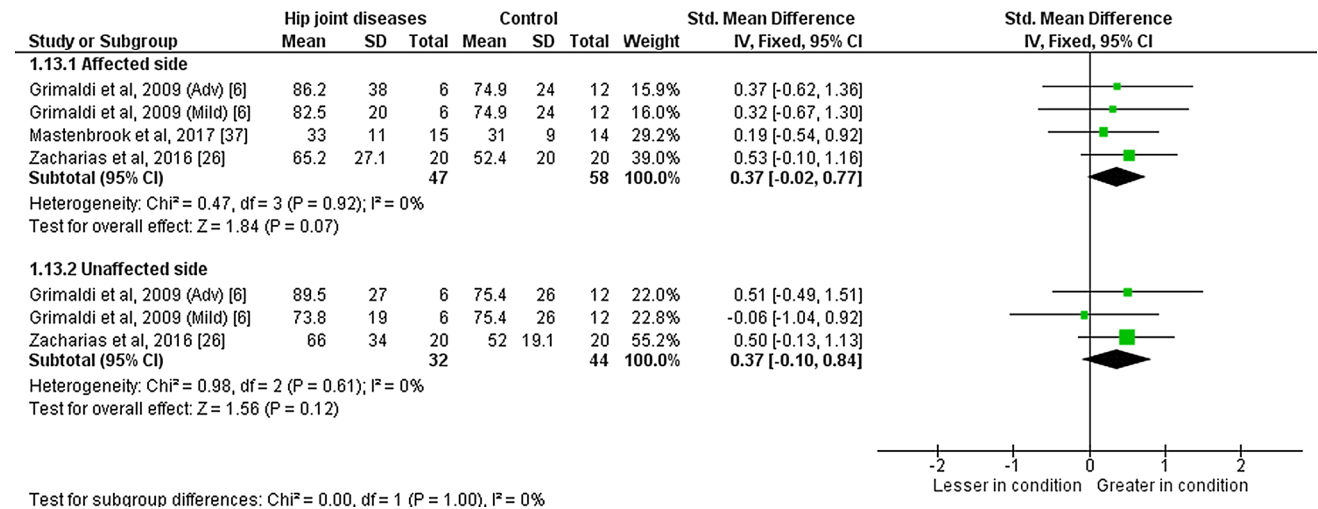 Hip joint diseases Control Std. Mean Difference Std. Mean Difference
Study or Subgroup Mean SD Total Mean SD Total Weight IV, Fixed, 95% CI IV, Fixed, 95% CI
1.13.1 Affected side
Grimaldi et al, 2009 (Adv) [6] 86.2 38 6 74.9 24 12 15.9% 0.37 [-0.62, 1.36]
Grimaldi et al, 2009 (Mild) [6] 82.5 20 6 74.9 24 12 16.0% 0.32 [-0.67, 1.30]
Mastenbrook et al, 2017 [37] 33 11 15 31 9 14 29.2% 0.19 [-0.54, 0.92]
Zacharias et al, 2016 [26] 65.2 27.1 20 52.4 20 20 39.0% 0.53 [-0.10, 1.16]
Subtotal (95% CI) 47 58 100.0% 0.37 [-0.02, 0.77]
Heterogeneity: Chi² = 0.47, df = 3 (P = 0.92); I² = 0%
Test for overall effect: Z = 1.84 (P = 0.07)
1.13.2 Unaffected side
Grimaldi et al, 2009 (Adv) [6] 89.5 27 6 75.4 26 12 22.0% 0.51 [-0.49, 1.51]
Grimaldi et al, 2009 (Mild) [6] 73.8 19 6 75.4 26 12 22.8% -0.06 [-1.04, 0.92]
Zacharias et al, 2016 [26] 66 34 20 52 19.1 20 55.2% 0.50 [-0.13, 1.13]
Subtotal (95% CI) 32 44 100.0% 0.37 [-0.10, 0.84]
Heterogeneity: Chi² = 0.98, df = 2 (P = 0.61); I² = 0%
Test for overall effect: Z = 1.56 (P = 0.12)
-2 -1 0 1 2
Lesser in condition Greater in condition
Test for subgroup differences: Chi² = 0.00, df = 1 (P = 1.00), I² = 0%